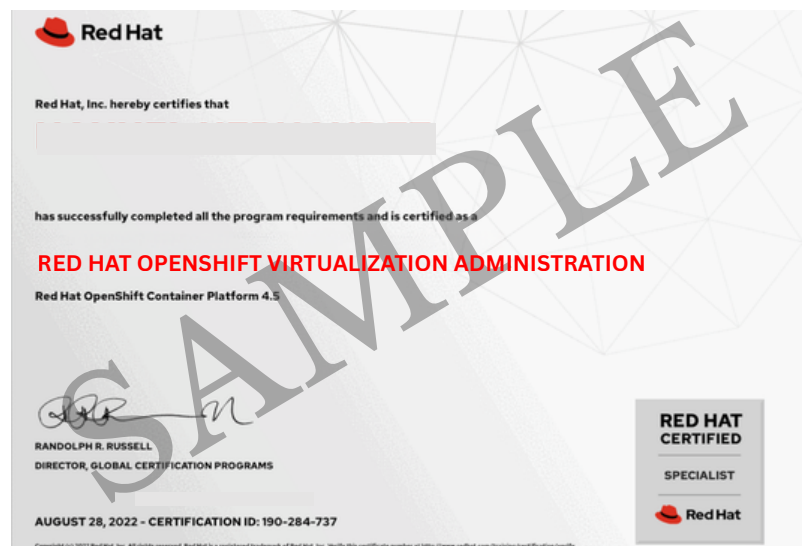 Red Hat
Red Hat, Inc. hereby certifies that
has successfully completed all the program requirements and is certified as a
RED HAT OPENSHIFT VIRTUALIZATION ADMINISTRATION
Red Hat OpenShift Container Platform 4.5
SAMPLE
RANDOLPH R. RUSSELL
DIRECTOR, GLOBAL CERTIFICATION PROGRAMS
RED HAT
CERTIFIED
SPECIALIST
Red Hat
AUGUST 28, 2022 - CERTIFICATION ID: 190-284-737